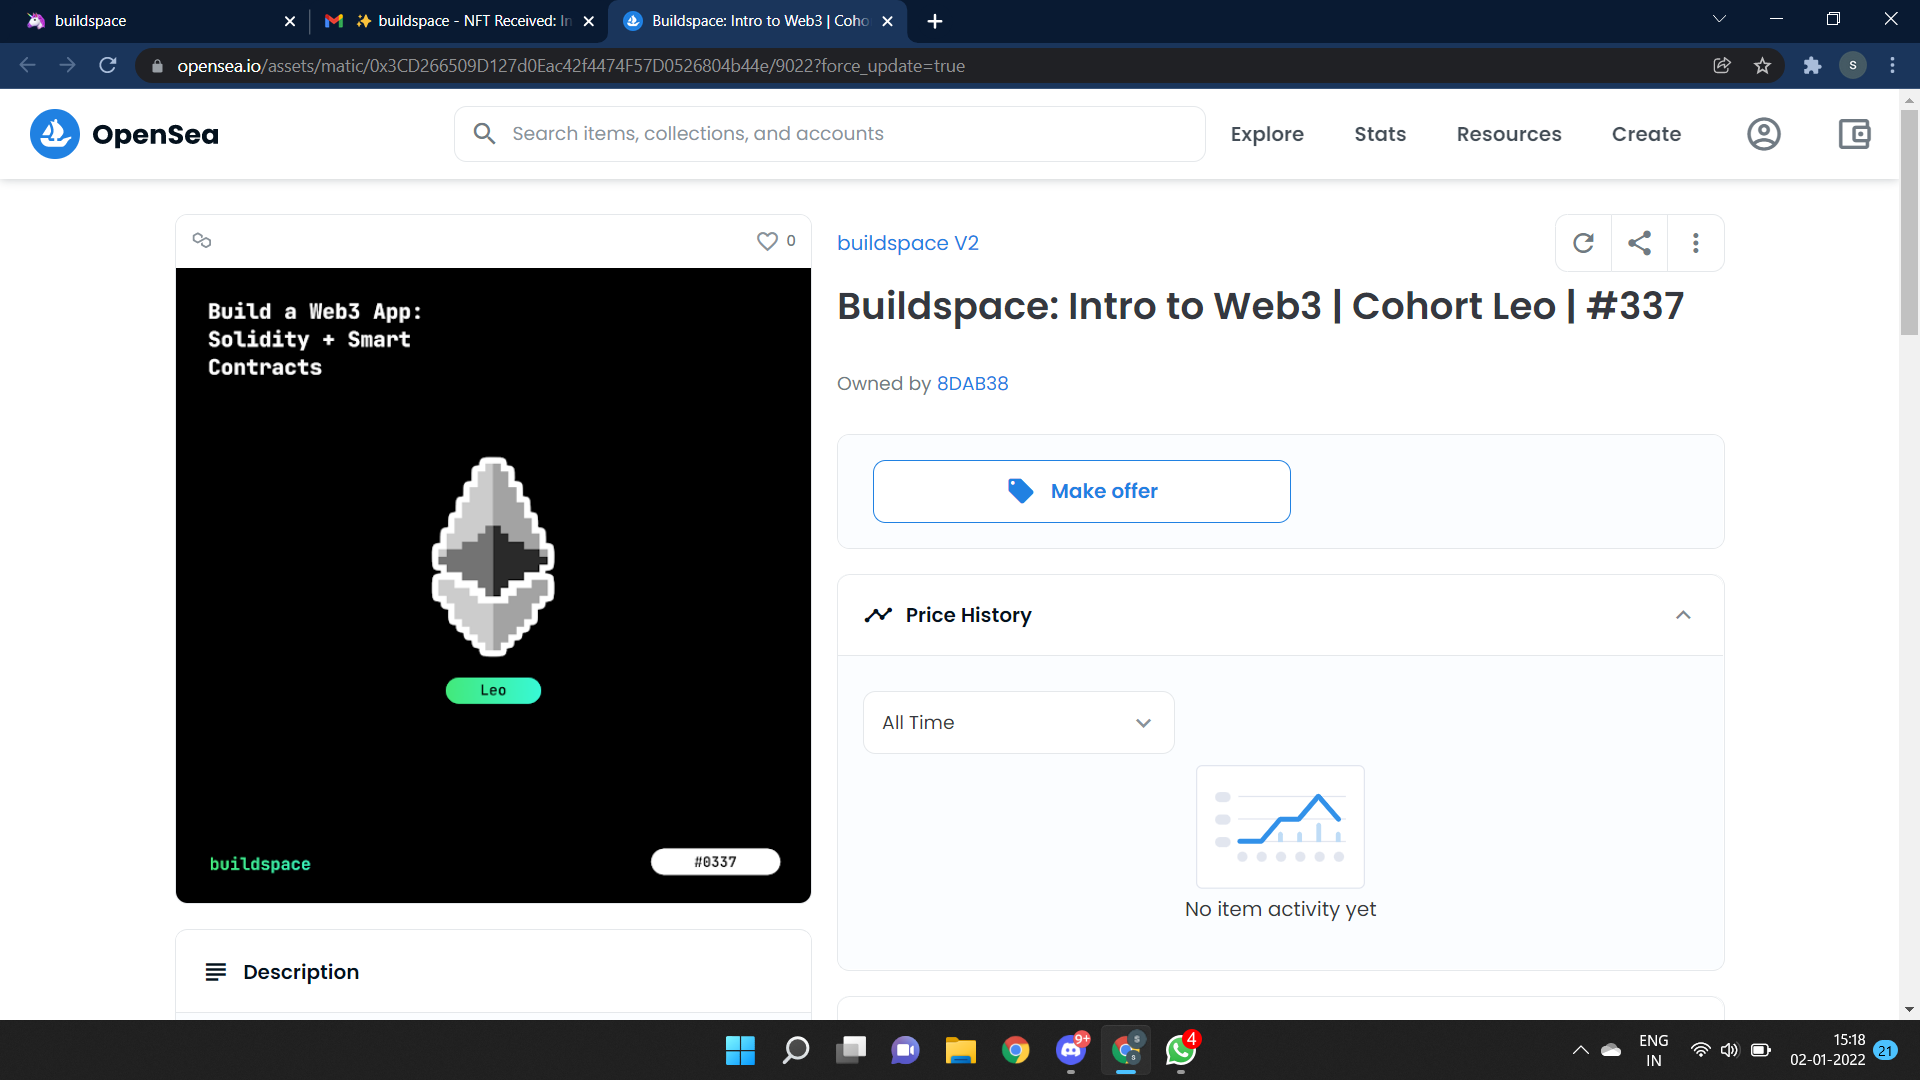 buildspace
✨ buildspace - NFT Received: In
Buildspace: Intro to Web3 | Coho
opensea.io/assets/matic/0x3CD266509D127d0Eac42f4474F57D0526804b44e/9022?force_update=true
S
OpenSea
Search items, collections, and accounts
Explore
Stats
Resources
Create
0
Build a Web3 App:
Solidity + Smart
Contracts
Leo
buildspace
#0337
Description
buildspace V2
Buildspace: Intro to Web3 | Cohort Leo | #337
Owned by 8DAB38
Make offer
Price History
All Time
No item activity yet
9+
S
S
4
ENG
IN
15:18
02-01-2022
21